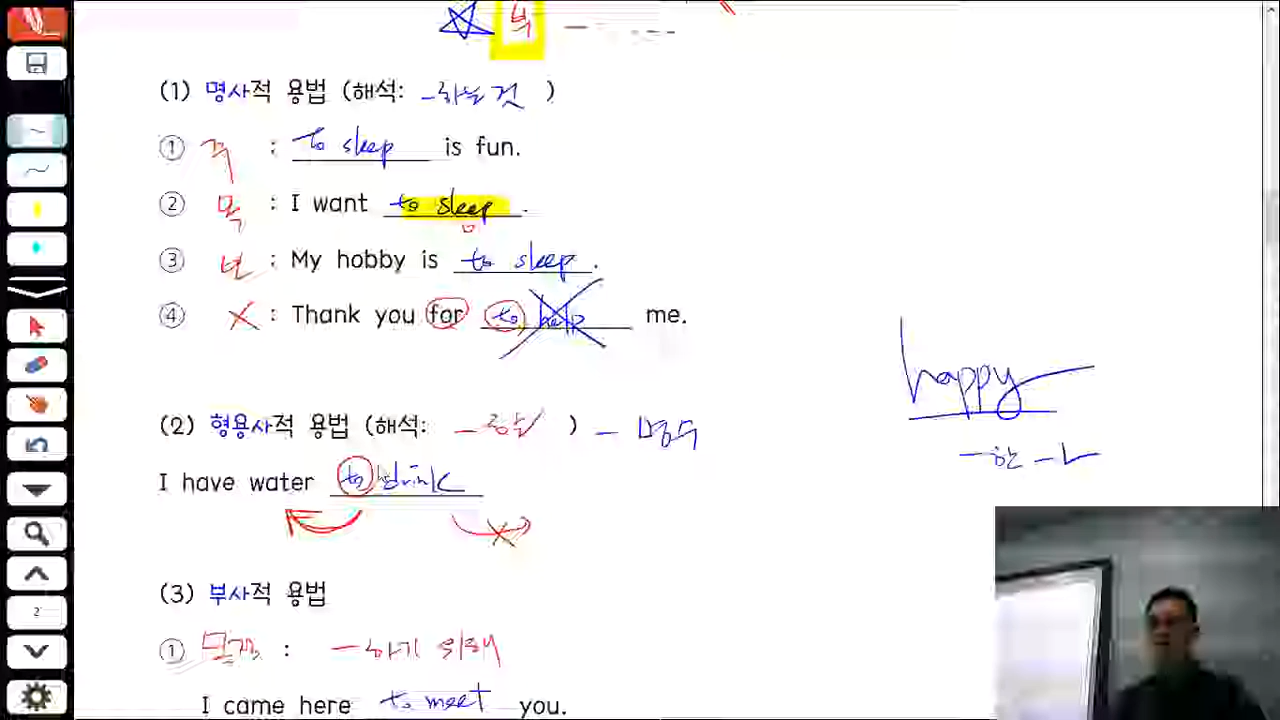 (1) 명사적 용법 (해석: -하는 것 )
① 주 : to sleep is fun.
② 목 : I want to sleep.
③ 보 : My hobby is to sleep.
④ X : Thank you for to help me.
happy
(2) 형용사적 용법 (해석: )
I have water to drink
(3) 부사적 용법
① 목적 : -하기 위해
I came here to meet you.
2